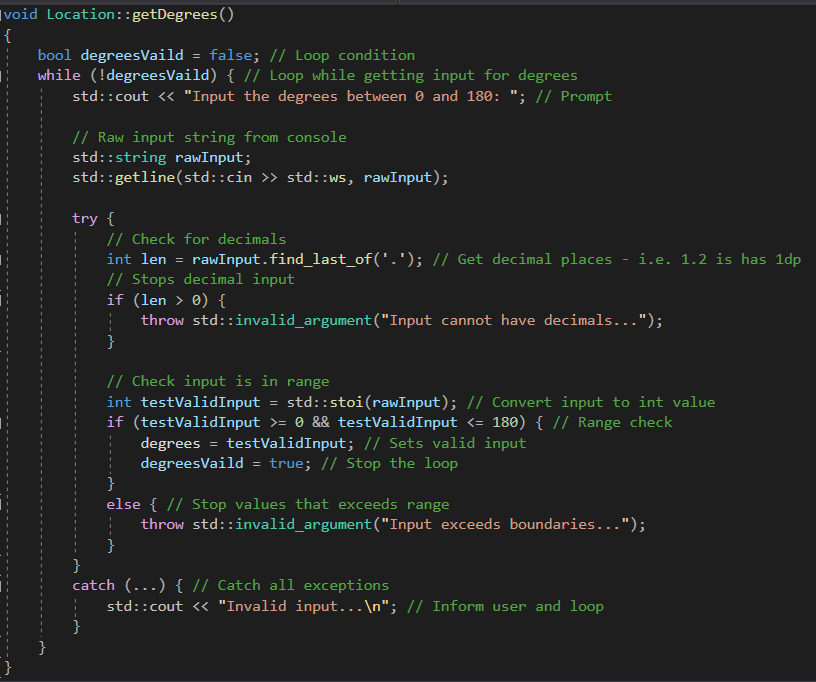 void Location::getDegrees()
{
    bool degreesVaild = false; // Loop condition
    while (!degreesVaild) { // Loop while getting input for degrees
        std::cout << "Input the degrees between 0 and 180: "; // Prompt

        // Raw input string from console
        std::string rawInput;
        std::getline(std::cin >> std::ws, rawInput);

        try {
            // Check for decimals
            int len = rawInput.find_last_of('.'); // Get decimal places - i.e. 1.2 is has 1dp
            // Stops decimal input
            if (len > 0) {
                throw std::invalid_argument("Input cannot have decimals...");
            }

            // Check input is in range
            int testValidInput = std::stoi(rawInput); // Convert input to int value
            if (testValidInput >= 0 && testValidInput <= 180) { // Range check
                degrees = testValidInput; // Sets valid input
                degreesVaild = true; // Stop the loop
            }
            else { // Stop values that exceeds range
                throw std::invalid_argument("Input exceeds boundaries...");
            }
        }
        catch (...) { // Catch all exceptions
            std::cout << "Invalid input...\n"; // Inform user and loop
        }
    }
}